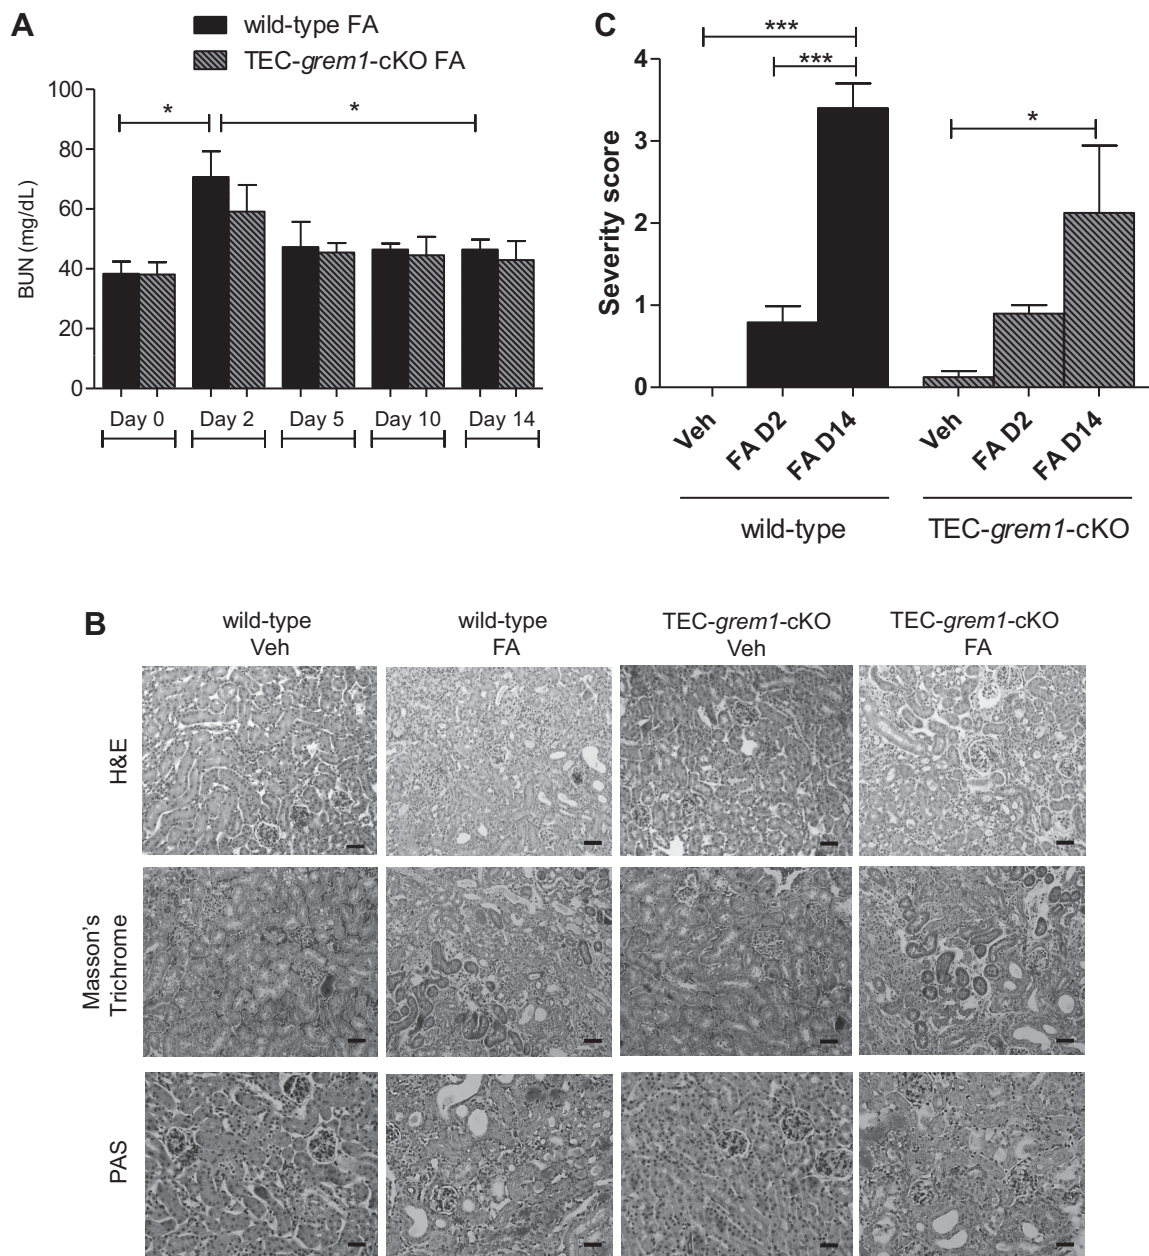 A
wild-type FA
TEC-grem1-cKO FA
BUN (mg/dL)
100
80
60
40
20
0
*
*
Day 0
Day 2
Day 5
Day 10
Day 14
C
Severity score
4
3
2
1
0
***
***
*
Veh
FA D2
FA D14
Veh
FA D2
FA D14
wild-type
TEC-grem1-cKO
B
wild-type
Veh
wild-type
FA
TEC-grem1-cKO
Veh
TEC-grem1-cKO
FA
H&E
Masson's
Trichrome
PAS